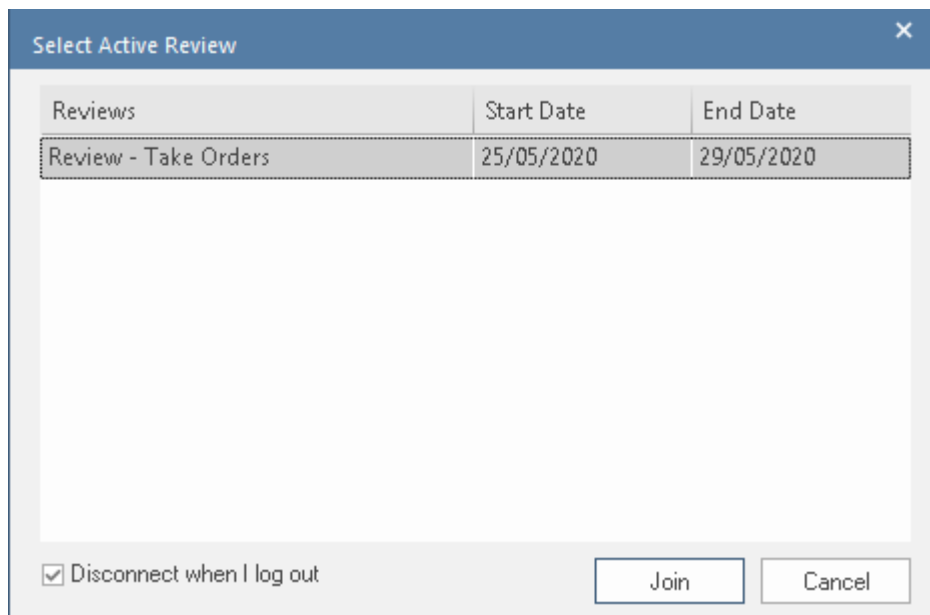 Select Active Review
Reviews Start Date End Date
Review - Take Orders 25/05/2020 29/05/2020
Disconnect when I log out Join Cancel